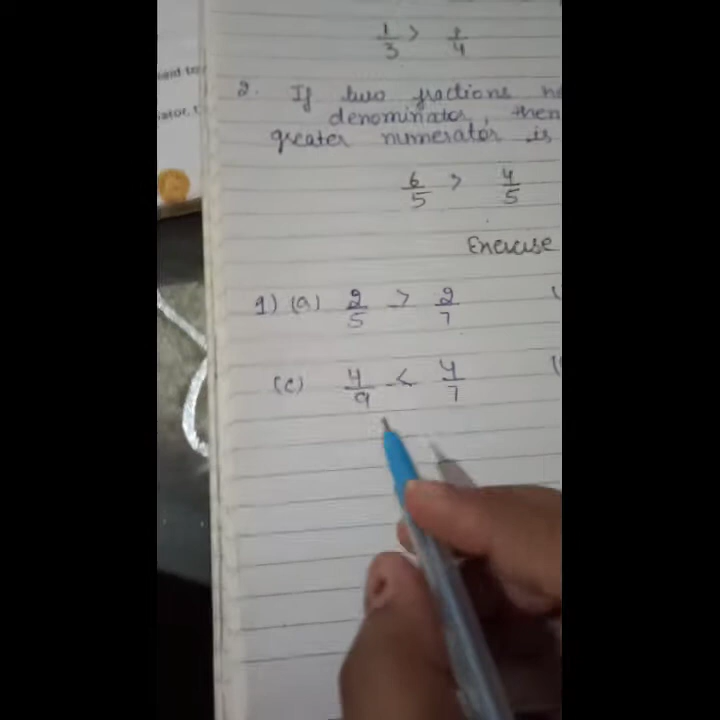 1/3 > 1/4
2. If two fractions
denominator, then
greater numerator is
6/5 > 4/5
Exercise
1) (a) 2/5 > 2/7
(c) 4/9 < 4/7